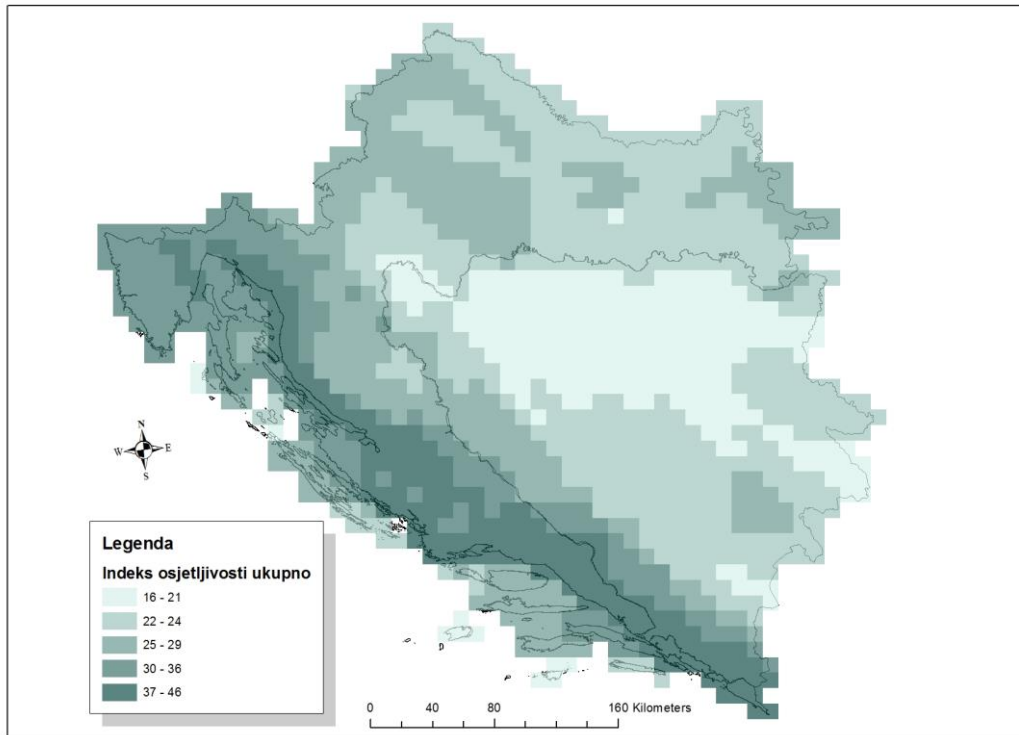 N
W E
S
Legenda
Indeks osjetljivosti ukupno
16 - 21
22 - 24
25 - 29
30 - 36
37 - 46
0 40 80 160 Kilometers